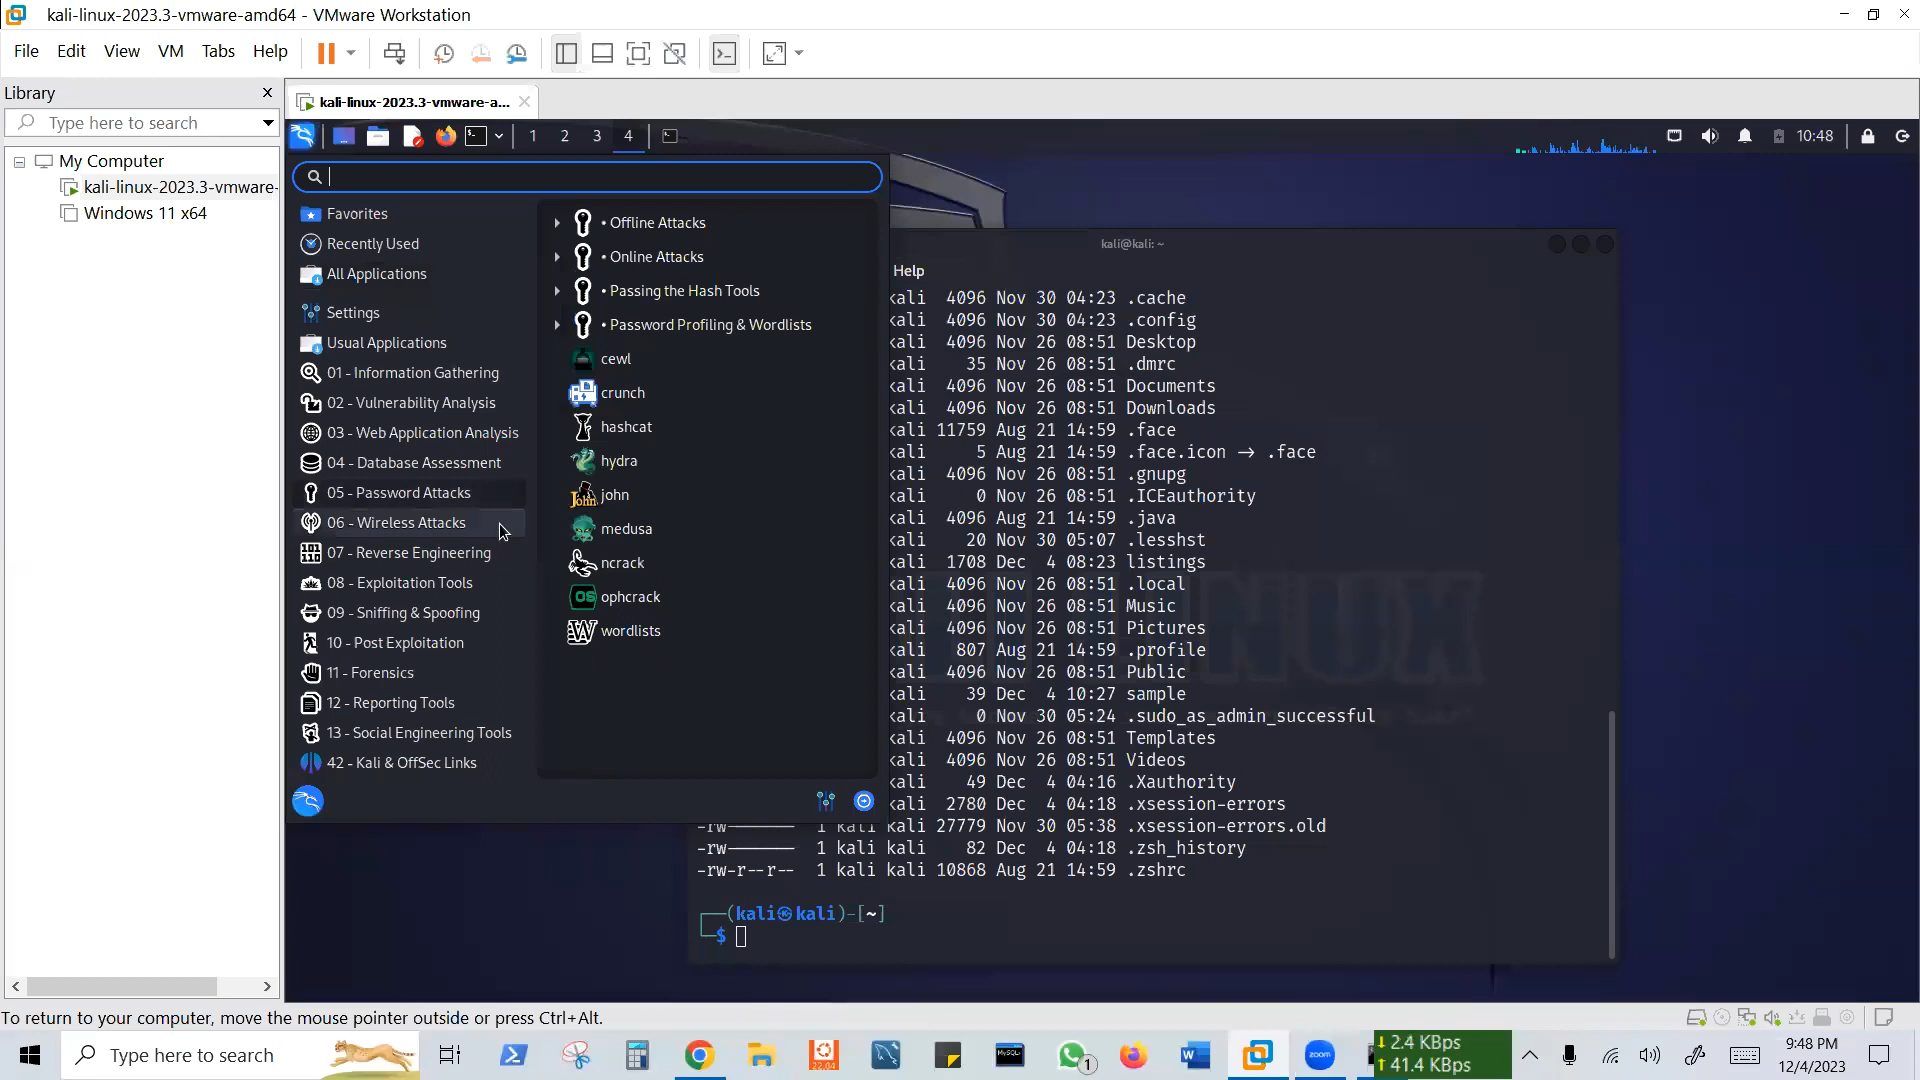 kali-linux-2023.3-vmware-amd64 - VMware Workstation
File Edit View VM Tabs Help
Library
Type here to search
My Computer
kali-linux-2023.3-vmware-
Windows 11 x64
kali-linux-2023.3-vmware-a...
1 2 3 4
10:48
Favorites
Recently Used
All Applications
Settings
Usual Applications
01 - Information Gathering
02 - Vulnerability Analysis
03 - Web Application Analysis
04 - Database Assessment
05 - Password Attacks
06 - Wireless Attacks
07 - Reverse Engineering
08 - Exploitation Tools
09 - Sniffing & Spoofing
10 - Post Exploitation
11 - Forensics
12 - Reporting Tools
13 - Social Engineering Tools
42 - Kali & OffSec Links
• Offline Attacks
• Online Attacks
• Passing the Hash Tools
• Password Profiling & Wordlists
cewl
crunch
hashcat
hydra
john
medusa
ncrack
ophcrack
wordlists
kali@kali: ~
Help
kali 4096 Nov 30 04:23 .cache
kali 4096 Nov 30 04:23 .config
kali 4096 Nov 26 08:51 Desktop
kali 35 Nov 26 08:51 .dmrc
kali 4096 Nov 26 08:51 Documents
kali 4096 Nov 26 08:51 Downloads
kali 11759 Aug 21 14:59 .face
kali 5 Aug 21 14:59 .face.icon → .face
kali 4096 Nov 26 08:51 .gnupg
kali 0 Nov 26 08:51 .ICEauthority
kali 4096 Aug 21 14:59 .java
kali 20 Nov 30 05:07 .lesshst
kali 1708 Dec 4 08:23 listings
kali 4096 Nov 26 08:51 .local
kali 4096 Nov 26 08:51 Music
kali 4096 Nov 26 08:51 Pictures
kali 807 Aug 21 14:59 .profile
kali 4096 Nov 26 08:51 Public
kali 39 Dec 4 10:27 sample
kali 0 Nov 30 05:24 .sudo_as_admin_successful
kali 4096 Nov 26 08:51 Templates
kali 4096 Nov 26 08:51 Videos
kali 49 Dec 4 04:16 .Xauthority
kali 2780 Dec 4 04:18 .xsession-errors
-rw------- 1 kali kali 27779 Nov 30 05:38 .xsession-errors.old
-rw------- 1 kali kali 82 Dec 4 04:18 .zsh_history
-rw-r--r-- 1 kali kali 10868 Aug 21 14:59 .zshrc
┌──(kali㉿kali)-[~]
└─$
To return to your computer, move the mouse pointer outside or press Ctrl+Alt.
Type here to search
22.04
MySQL
1
zoom
↓ 2.4 KBps
↑ 41.4 KBps
9:48 PM
12/4/2023